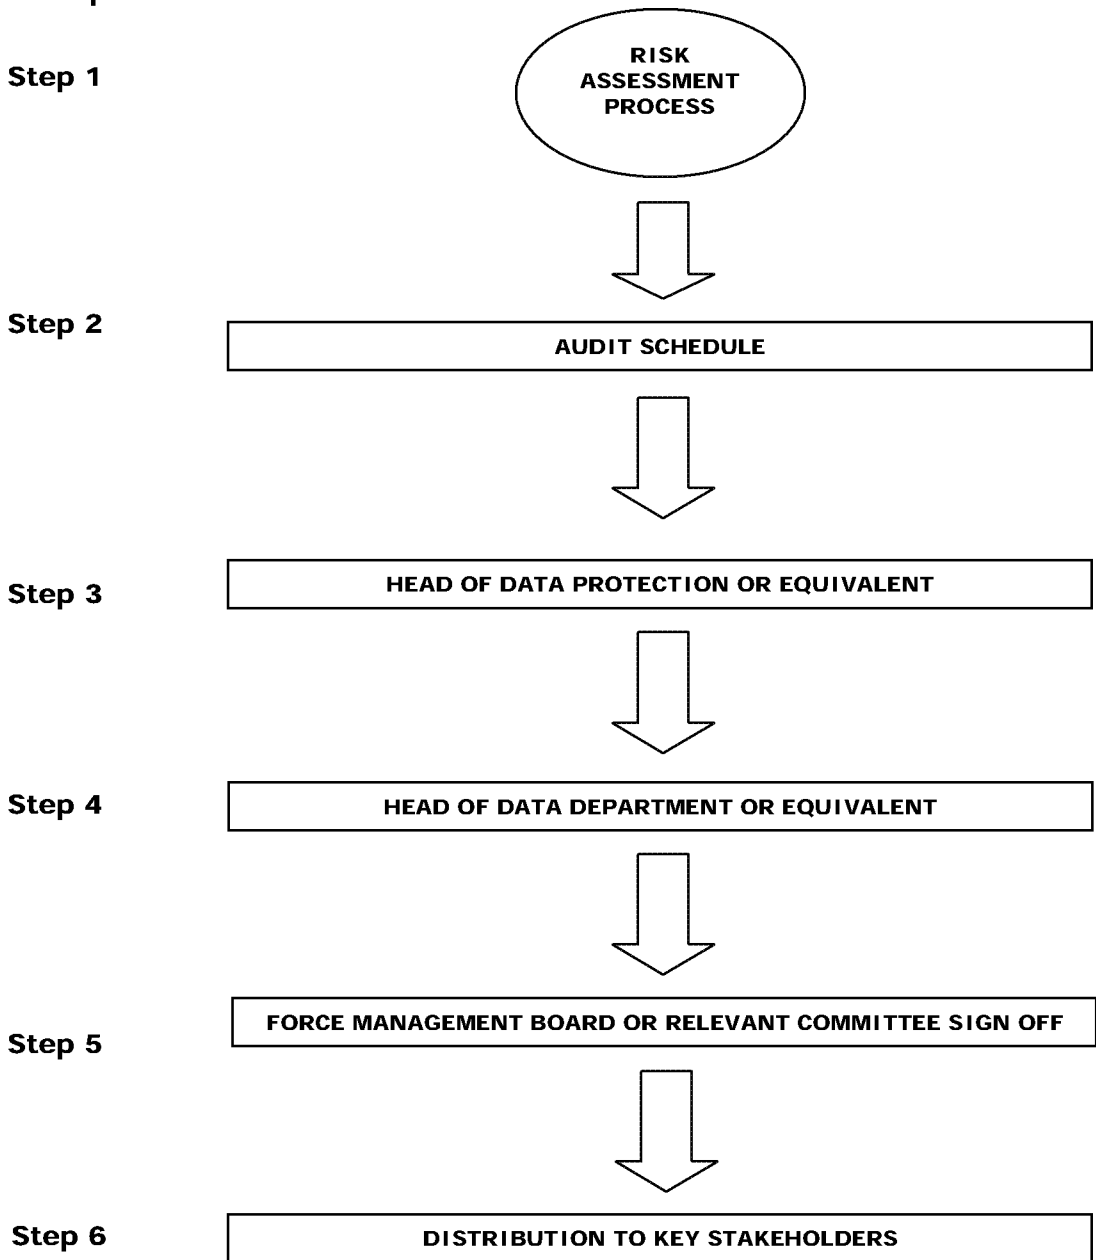 Step 1
RISK
ASSESSMENT
PROCESS
Step 2
AUDIT SCHEDULE
Step 3
HEAD OF DATA PROTECTION OR EQUIVALENT
Step 4
HEAD OF DATA DEPARTMENT OR EQUIVALENT
Step 5
FORCE MANAGEMENT BOARD OR RELEVANT COMMITTEE SIGN OFF
Step 6
DISTRIBUTION TO KEY STAKEHOLDERS